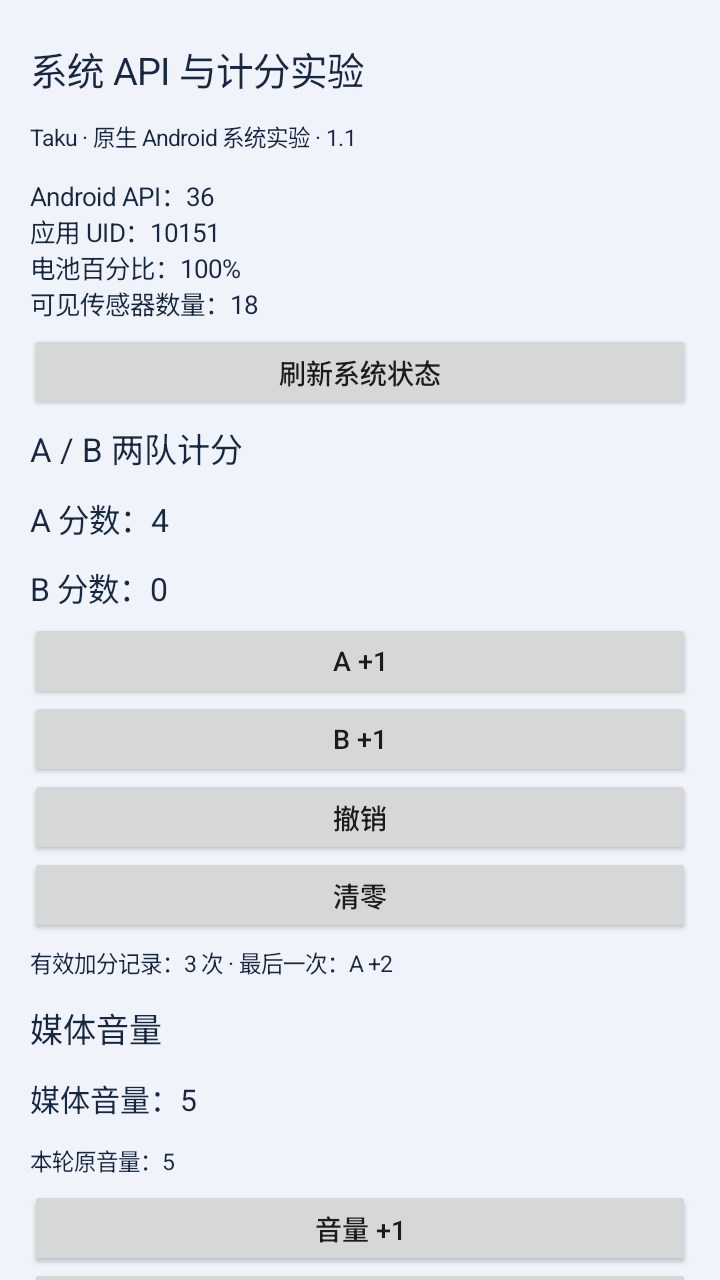 系统 API 与计分实验
Taku · 原生 Android 系统实验 · 1.1
Android API：36
应用 UID：10151
电池百分比：100%
可见传感器数量：18
刷新系统状态
A / B 两队计分
A 分数：4
B 分数：0
A +1
B +1
撤销
清零
有效加分记录：3 次 · 最后一次：A +2
媒体音量
媒体音量：5
本轮原音量：5
音量 +1